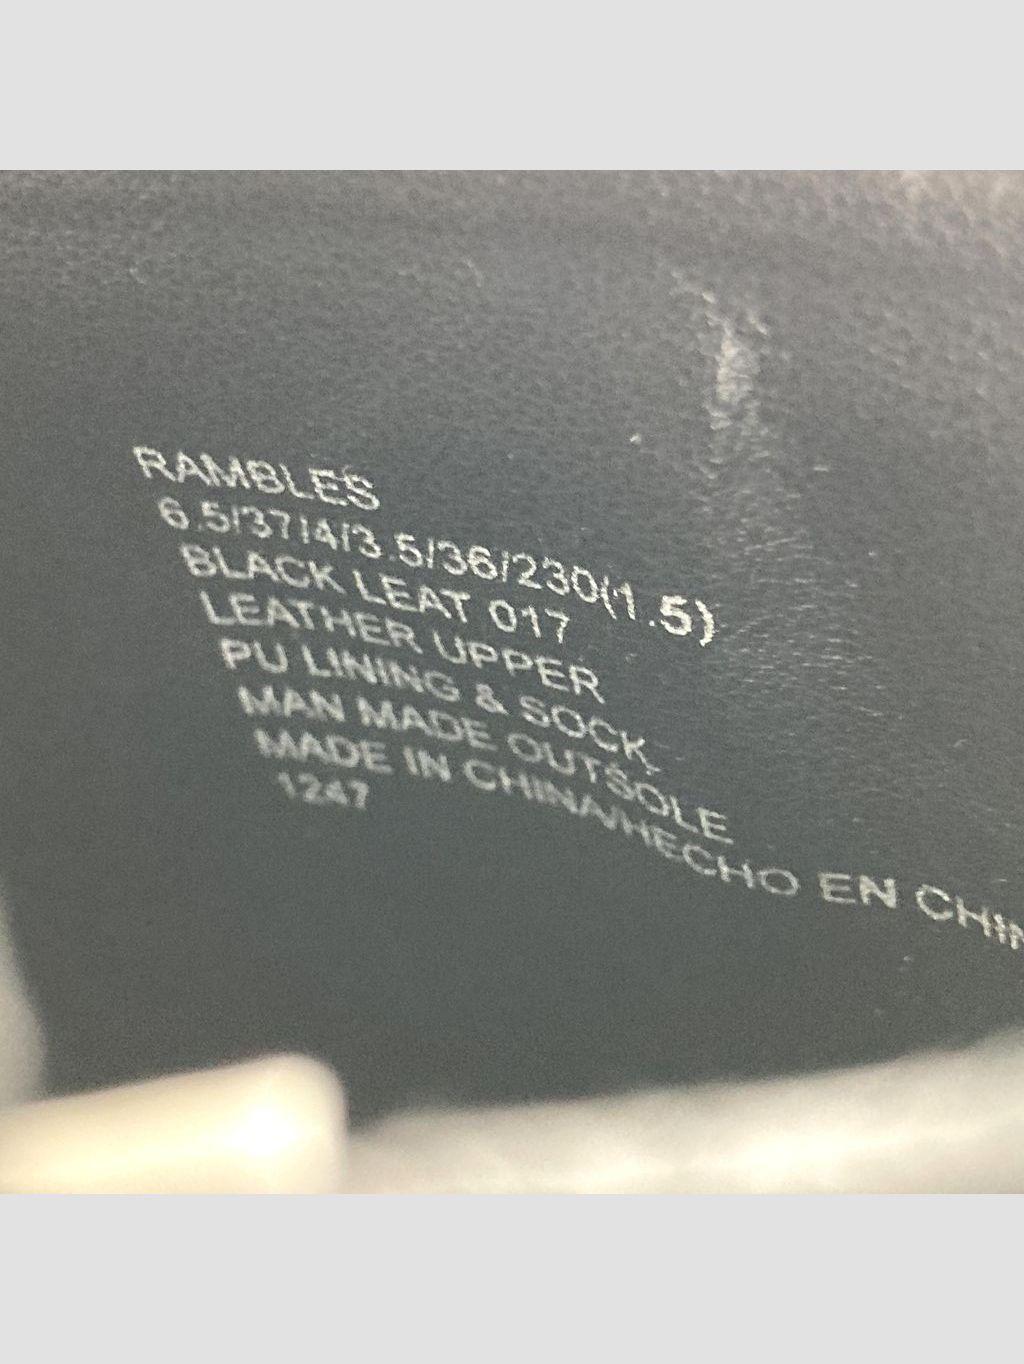 RAMBLES
6.5/37/4/3.5/36/230(1.5)
BLACK LEAT 017
LEATHER UPPER
PU LINING & SOCK
MAN MADE OUTSOLE
MADE IN CHINA/HECHO EN CHIN
1247